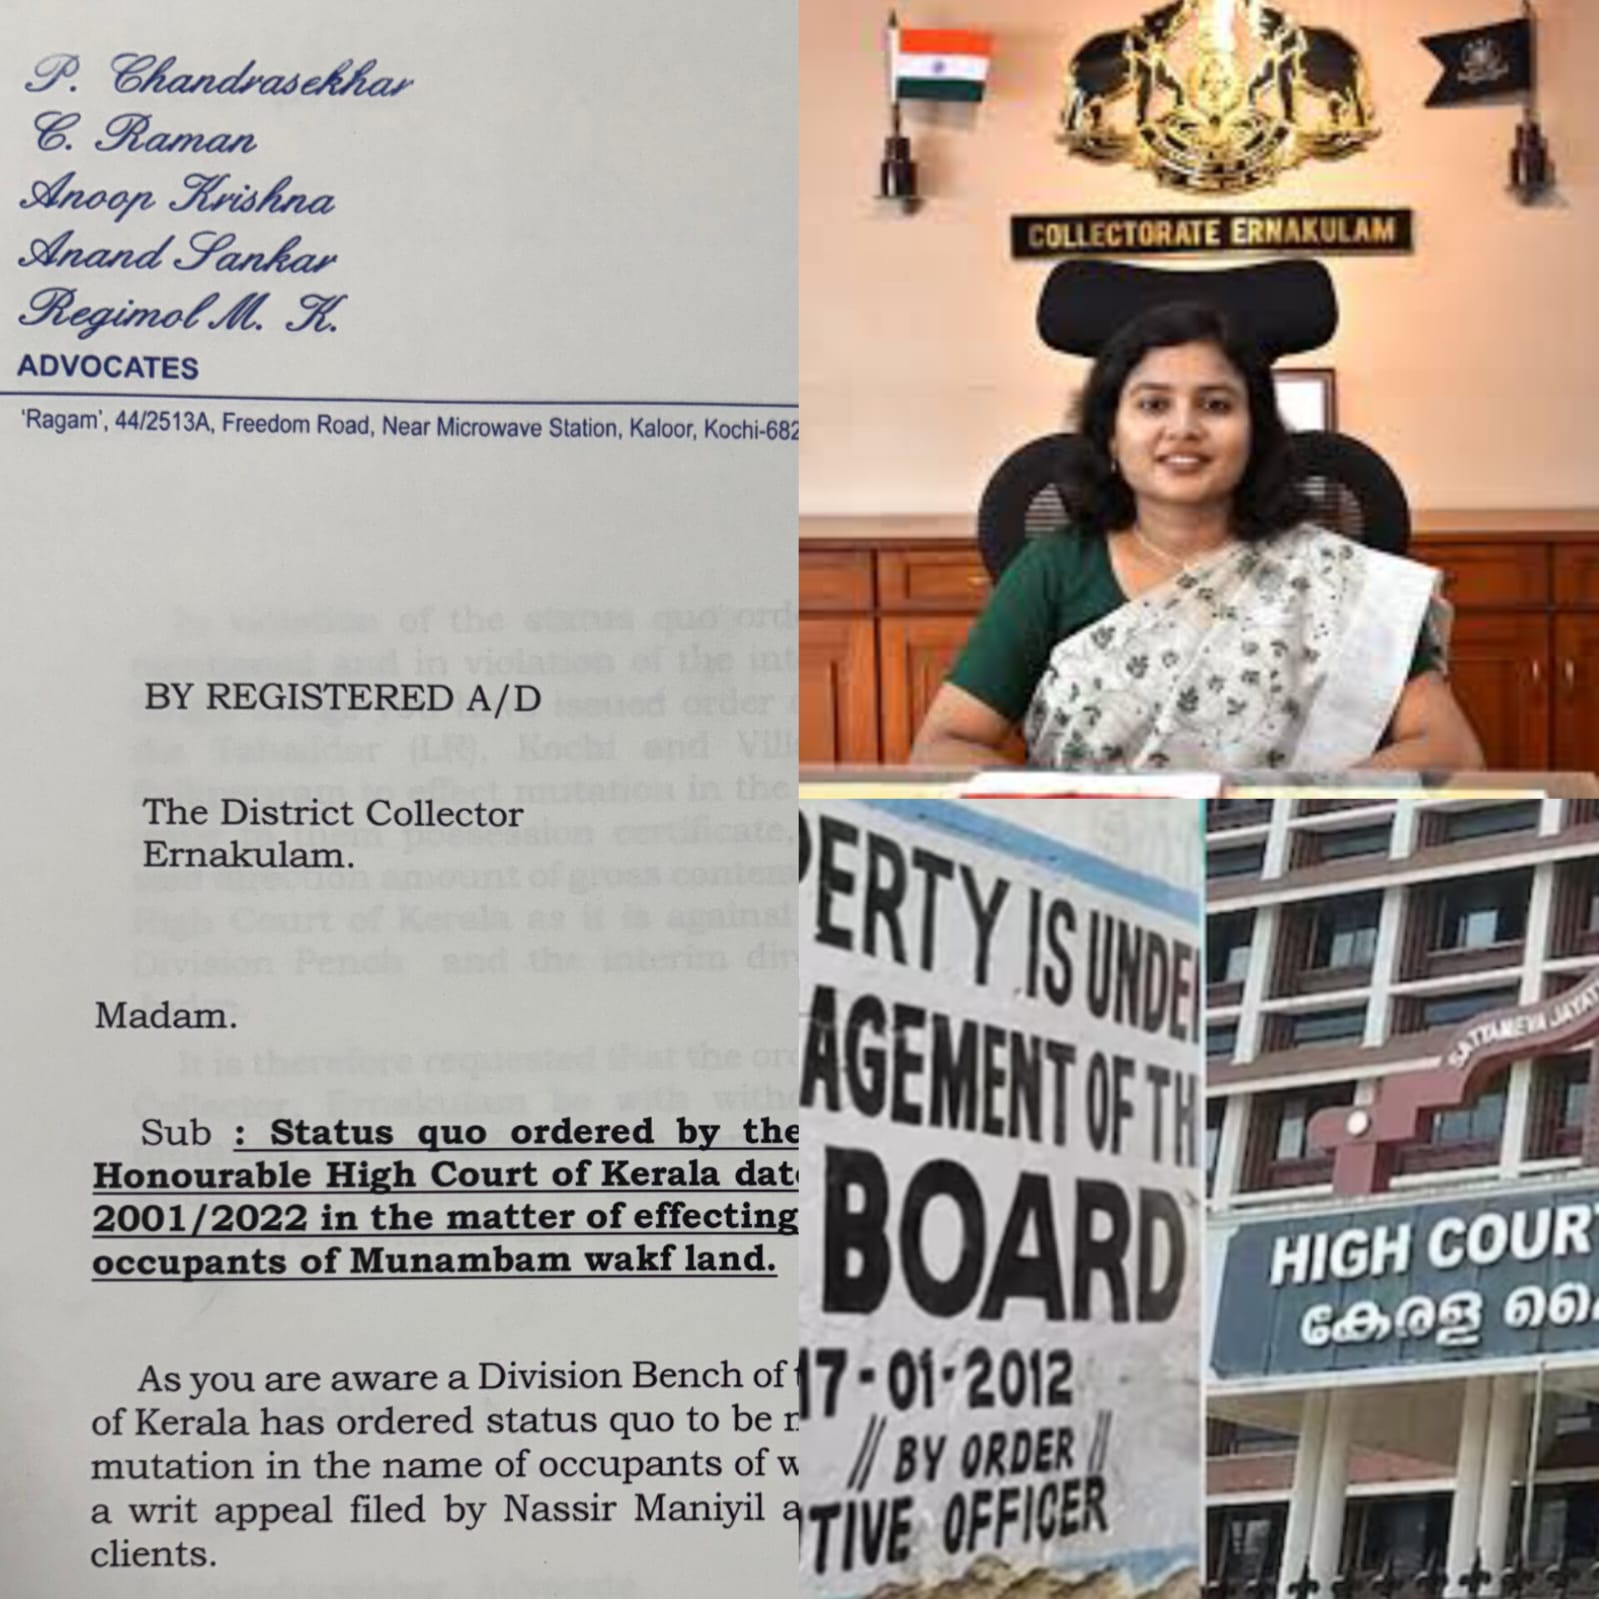 P. Chandrasekhar
C. Raman
Anoop Krishna
Anand Sankar
Regimol M. K.
ADVOCATES
'Ragam', 44/2513A, Freedom Road, Near Microwave Station, Kaloor, Kochi-682
BY REGISTERED A/D
The District Collector
Ernakulam.
Madam.
Sub : Status quo ordered by the
Honourable High Court of Kerala
2001/2022 in the matter of effecting
occupants of Munambam wakf land.
As you are aware a Division Bench of
of Kerala has ordered status quo to be
mutation in the name of occupants of
a writ appeal filed by Nassir Maniyil
clients.
COLLECTORATE ERNAKULAM
PERTY IS UNDE
AGEMENT OF TH
BOARD
17-01-2012
// BY ORDER //
TIVE OFFICER
SATTAMEVA JAYAT
HIGH COUR
കേരള ഹൈ